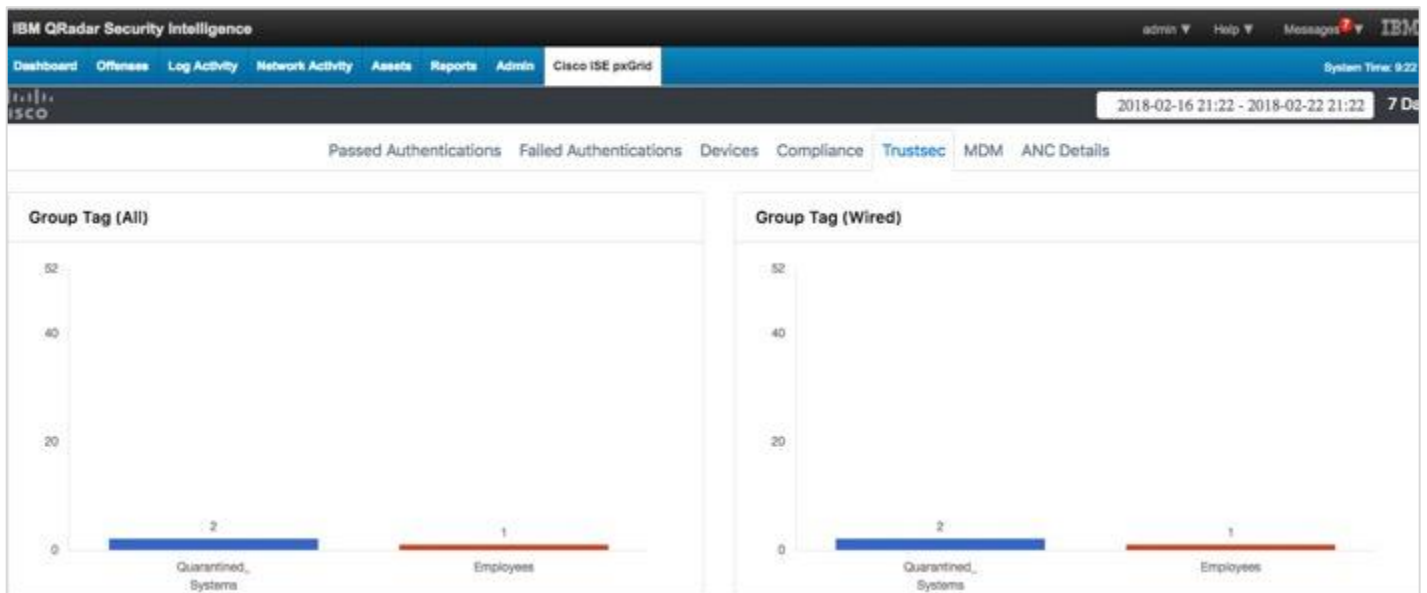 IBM QRadar Security Intelligence admin ▼ Help ▼ Messages 7 ▼ IBM
Dashboard Offenses Log Activity Network Activity Assets Reports Admin Cisco ISE pxGrid System Time: 9:22
ISCO 2018-02-16 21:22 - 2018-02-22 21:22 7 Da
Passed Authentications Failed Authentications Devices Compliance Trustsec MDM ANC Details
Group Tag (All)
52
40
20
0
2
1
Quarantined_
Systems
Employees
Group Tag (Wired)
52
40
20
0
2
1
Quarantined_
Systems
Employees